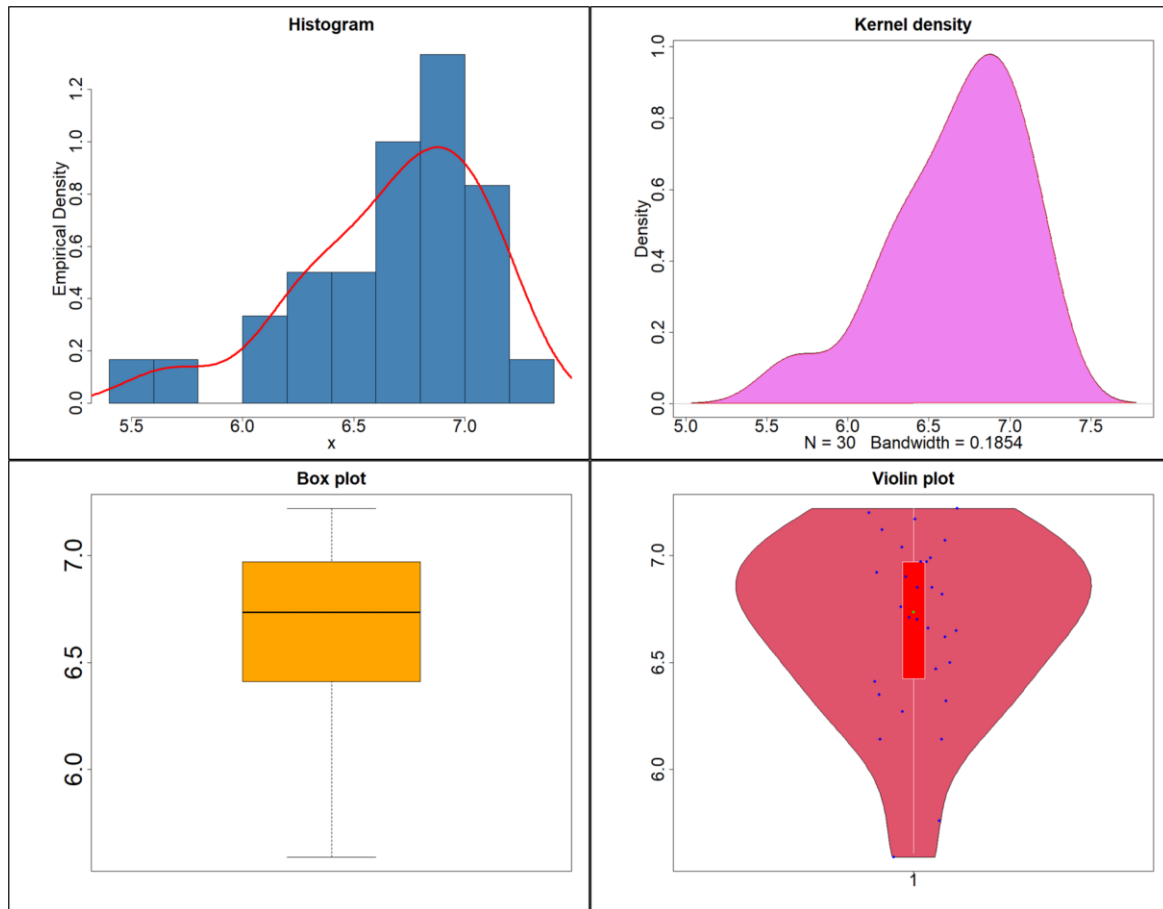 Histogram
Empirical Density
0.0 0.2 0.4 0.6 0.8 1.0 1.2
5.5 6.0 6.5 7.0
x
Kernel density
Density
0.0 0.2 0.4 0.6 0.8 1.0
5.0 5.5 6.0 6.5 7.0 7.5
N = 30 Bandwidth = 0.1854
Box plot
6.0 6.5 7.0
Violin plot
6.0 6.5 7.0
1